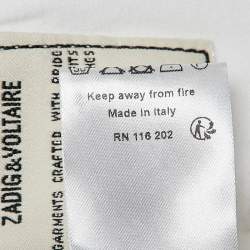 ZADIG&VOLTAIRE
GARMENTS CRAFTED WITH PRIDE
Keep away from fire
Made in Italy
RN 116 202